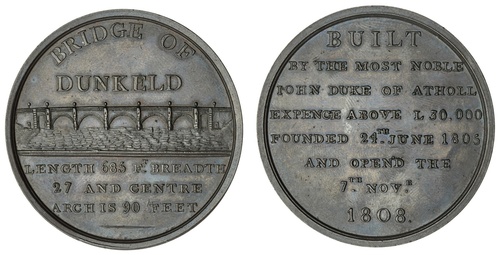 BRIDGE OF
DUNKELD
LENGTH 685 FT BREADTH
27 AND CENTRE
ARCH IS 90 FEET
BUILT
BY THE MOST NOBLE
IOHN DUKE OF ATHOLL
EXPENCE ABOVE L. 30,000
FOUNDED 24TH JUNE 1805
AND OPEND THE
7TH NOVR
1808.